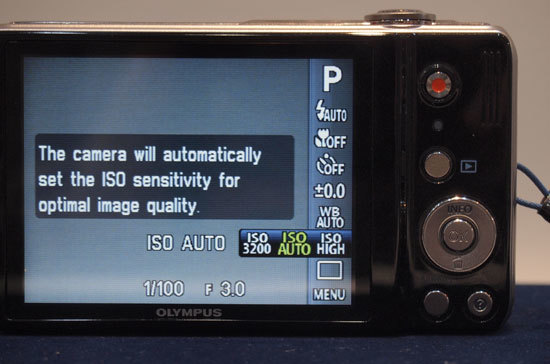 P
AUTO
OFF
OFF
±0.0
WB
AUTO
The camera will automatically
set the ISO sensitivity for
optimal image quality.
ISO AUTO
ISO 3200
ISO AUTO
ISO HIGH
1/100 F 3.0
MENU
OLYMPUS
INFO
OK
?